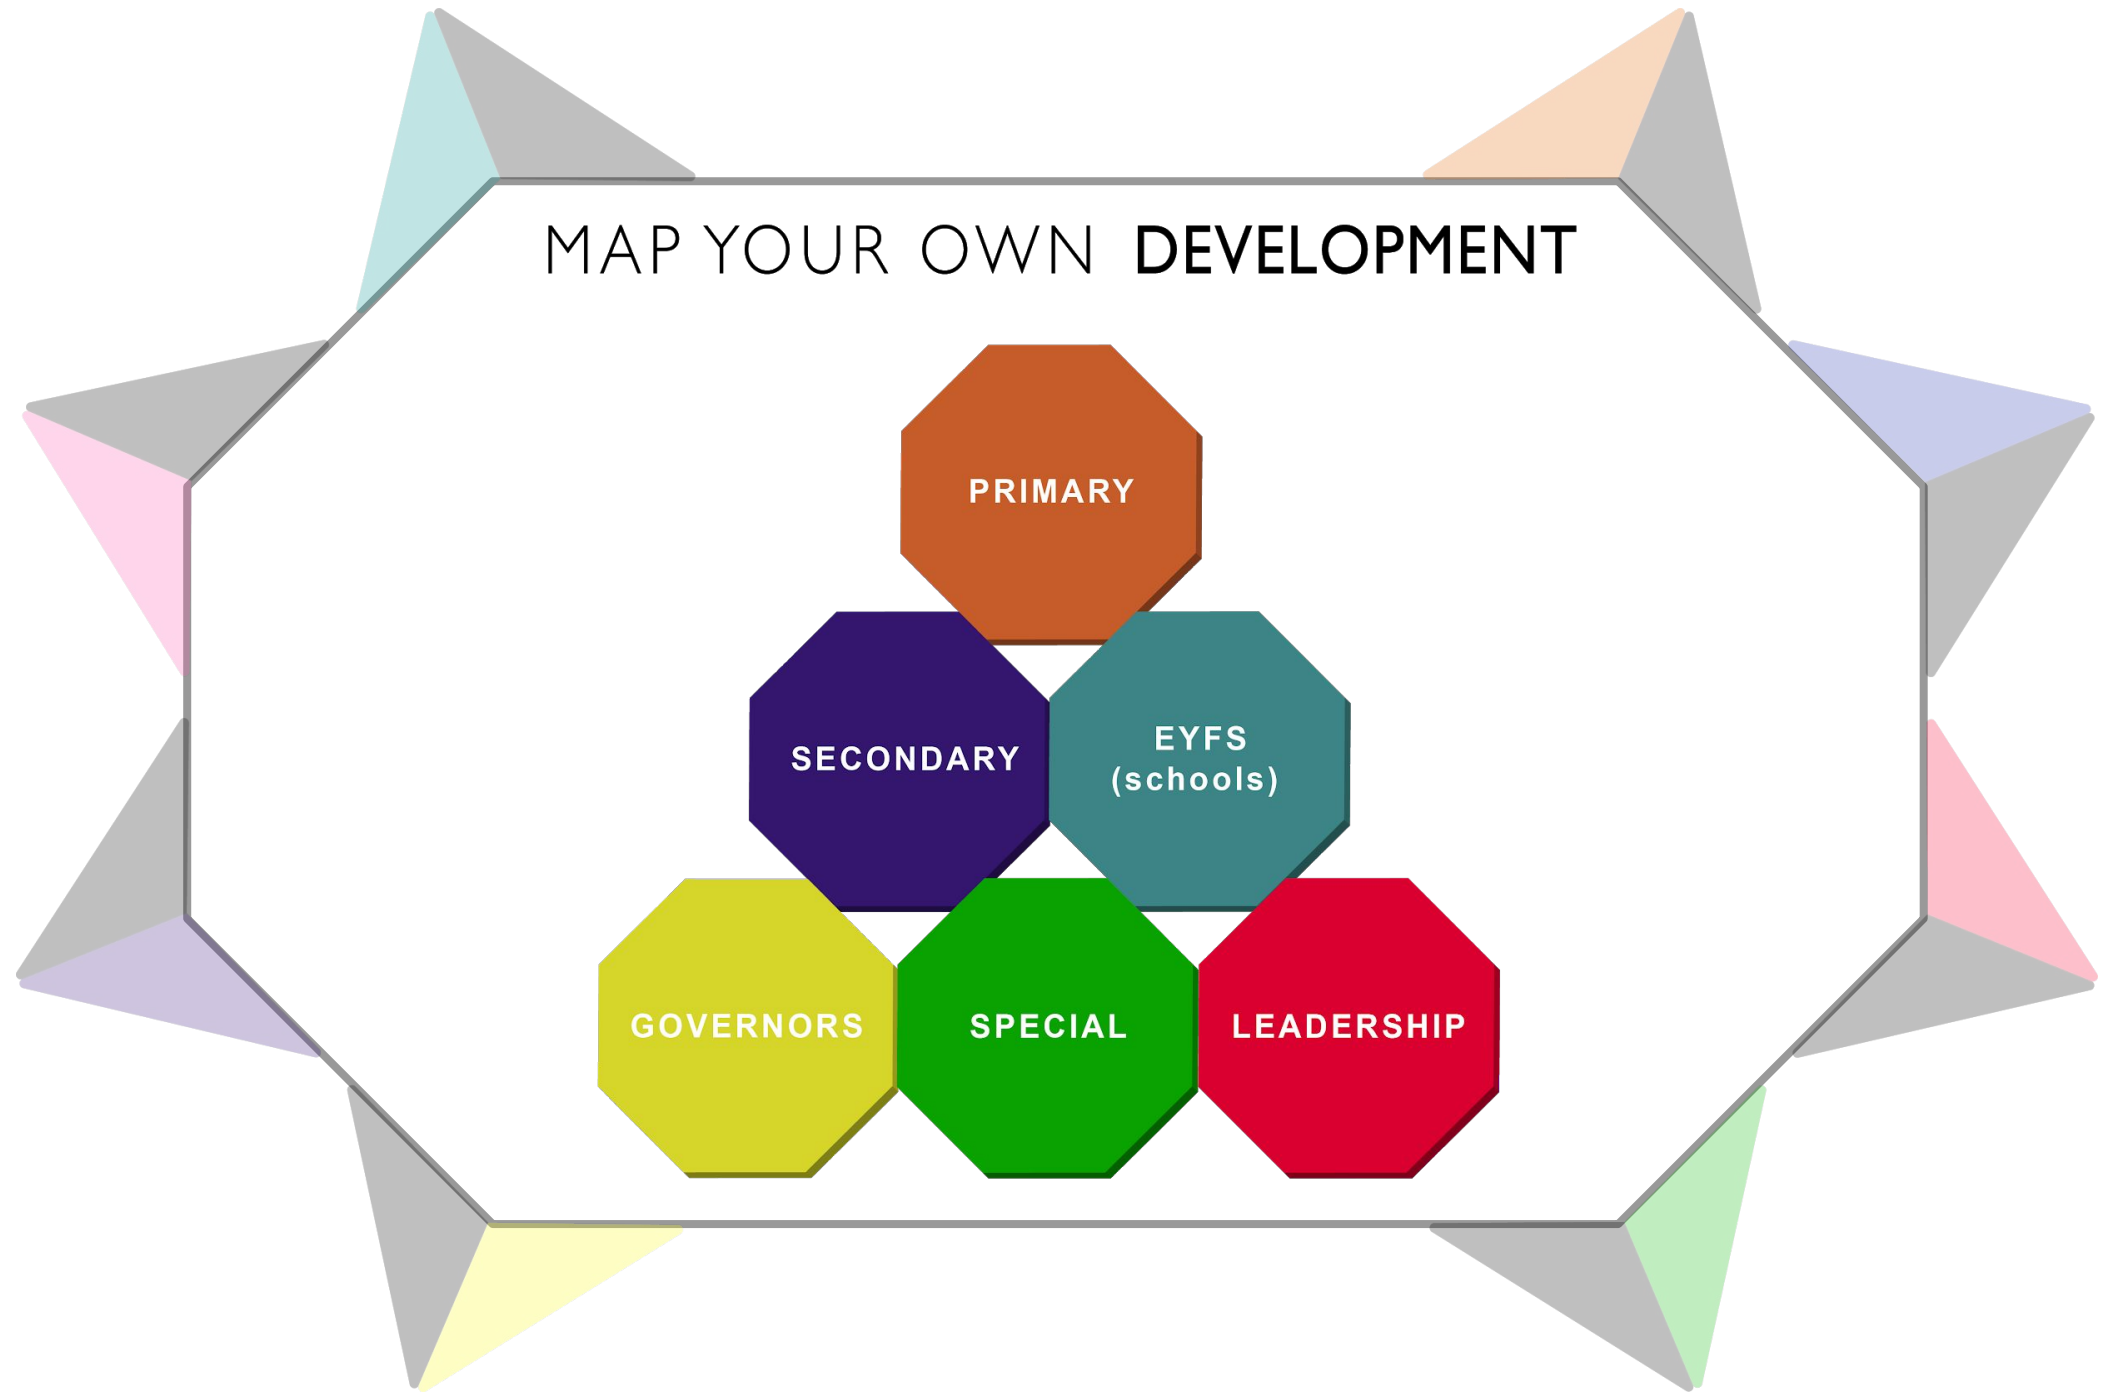 MAP YOUR OWN DEVELOPMENT
PRIMARY
SECONDARY
EYFS
(schools)
GOVERNORS
SPECIAL
LEADERSHIP